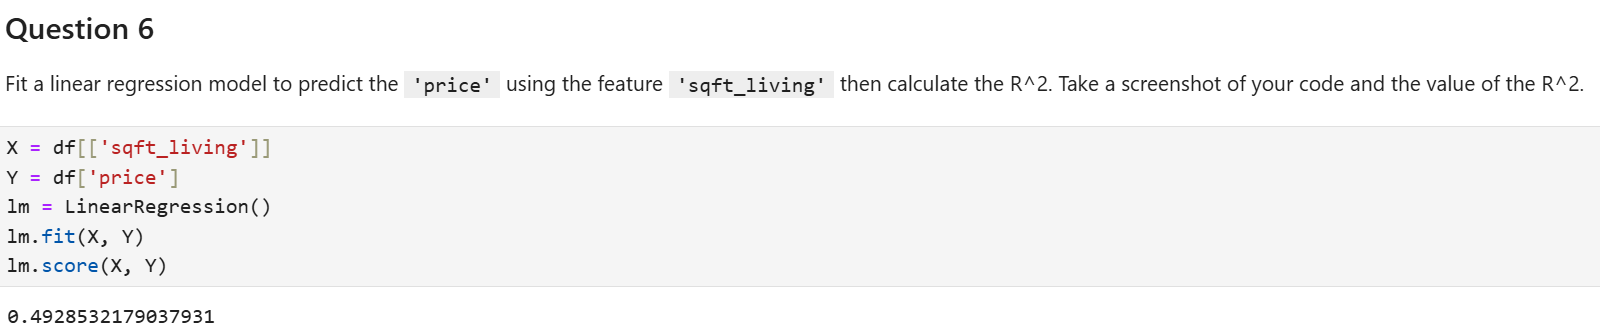 Question 6
Fit a linear regression model to predict the 'price' using the feature 'sqft_living' then calculate the R^2. Take a screenshot of your code and the value of the R^2.
X = df[['sqft_living']]
Y = df['price']
lm = LinearRegression()
lm.fit(X, Y)
lm.score(X, Y)
0.4928532179037931